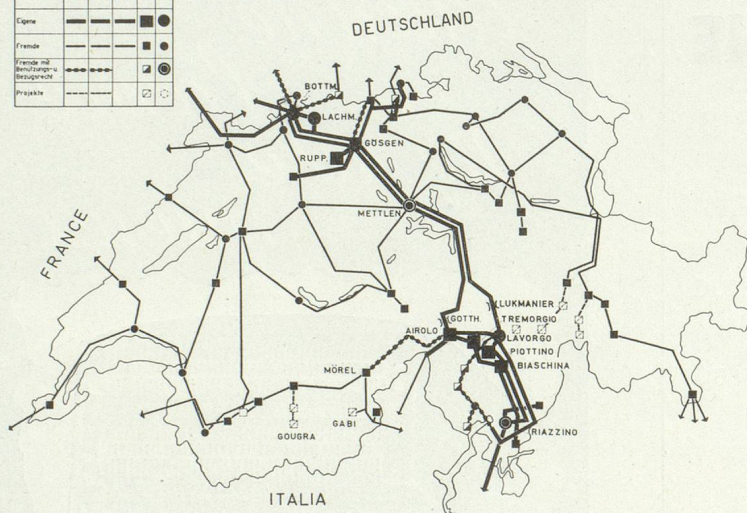 DEUTSCHLAND
Eigene
Fremde
Fremde mit
Benützungs-u.
Bezugsrecht
Projekte
BOTTM.
LACHM.
GÖSGEN
RUPP.
METTLEN
FRANCE
LUKMANIER
GOTTH.
TREMORGIO
AIROLO
LAVORGO
PIOTTINO
BIASCHINA
MÖREL
GABI
GOUGRA
RIAZZINO
ITALIA